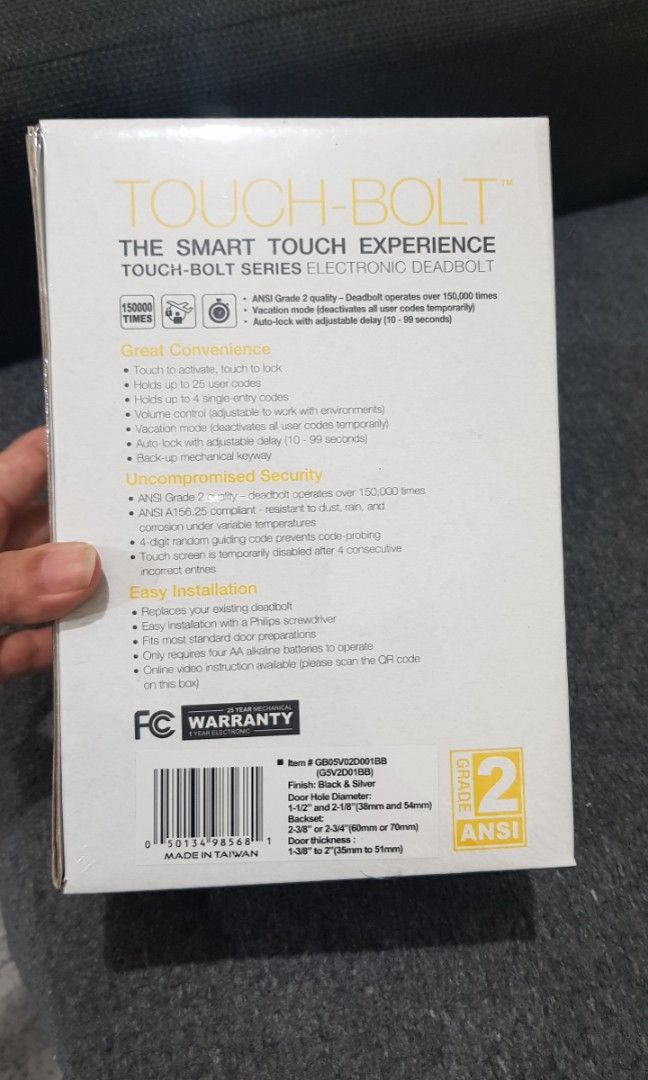 TOUCH-BOLT™
THE SMART TOUCH EXPERIENCE
TOUCH-BOLT SERIES ELECTRONIC DEADBOLT
150000
TIMES
• ANSI Grade 2 quality – Deadbolt operates over 150,000 times
• Vacation mode (deactivates all user codes temporarily)
• Auto-lock with adjustable delay (10 - 99 seconds)
Great Convenience
• Touch to activate, touch to lock
• Holds up to 25 user codes
• Holds up to 4 single-entry codes
• Volume control (adjustable to work with environments)
• Vacation mode (deactivates all user codes temporarily)
• Auto-lock with adjustable delay (10 - 99 seconds)
• Back-up mechanical keyway
Uncompromised Security
• ANSI Grade 2 quality – deadbolt operates over 150,000 times
• ANSI A156.25 compliant - resistant to dust, rain, and
corrosion under variable temperatures
• 4-digit random guiding code prevents code-probing
• Touch screen is temporarily disabled after 4 consecutive
incorrect entries
Easy Installation
• Replaces your existing deadbolt
• Easy installation with a Philips screwdriver
• Fits most standard door preparations
• Only requires four AA alkaline batteries to operate
• Online video instruction available (please scan the QR code
on this box)
FC
25 YEAR MECHANICAL
WARRANTY
1 YEAR ELECTRONIC
0 50134 98568 1
MADE IN TAIWAN
■ Item # GB05V02D001BB
(G5V2D01BB)
Finish: Black & Silver
Door Hole Diameter:
1-1/2" and 2-1/8"(38mm and 54mm)
Backset:
2-3/8" or 2-3/4"(60mm or 70mm)
Door thickness :
1-3/8" to 2"(35mm to 51mm)
GRADE
2
ANSI